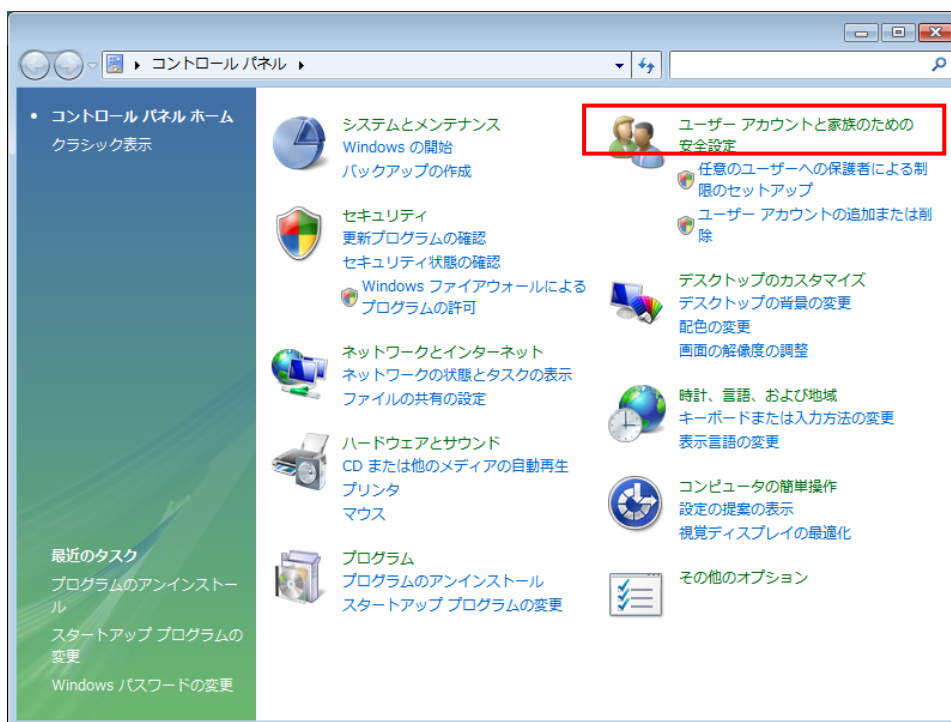 コントロール パネル
コントロール パネル ホーム
クラシック表示
最近のタスク
プログラムのアンインストー
ル
スタートアップ プログラムの
変更
Windows パスワードの変更
システムとメンテナンス
Windows の開始
バックアップの作成
セキュリティ
更新プログラムの確認
セキュリティ状態の確認
Windows ファイアウォールによる
プログラムの許可
ネットワークとインターネット
ネットワークの状態とタスクの表示
ファイルの共有の設定
ハードウェアとサウンド
CD または他のメディアの自動再生
プリンタ
マウス
プログラム
プログラムのアンインストール
スタートアップ プログラムの変更
ユーザー アカウントと家族のための
安全設定
任意のユーザーへの保護者による制
限のセットアップ
ユーザー アカウントの追加または削
除
デスクトップのカスタマイズ
デスクトップの背景の変更
配色の変更
画面の解像度の調整
時計、言語、および地域
キーボードまたは入力方法の変更
表示言語の変更
コンピュータの簡単操作
設定の提案の表示
視覚ディスプレイの最適化
その他のオプション